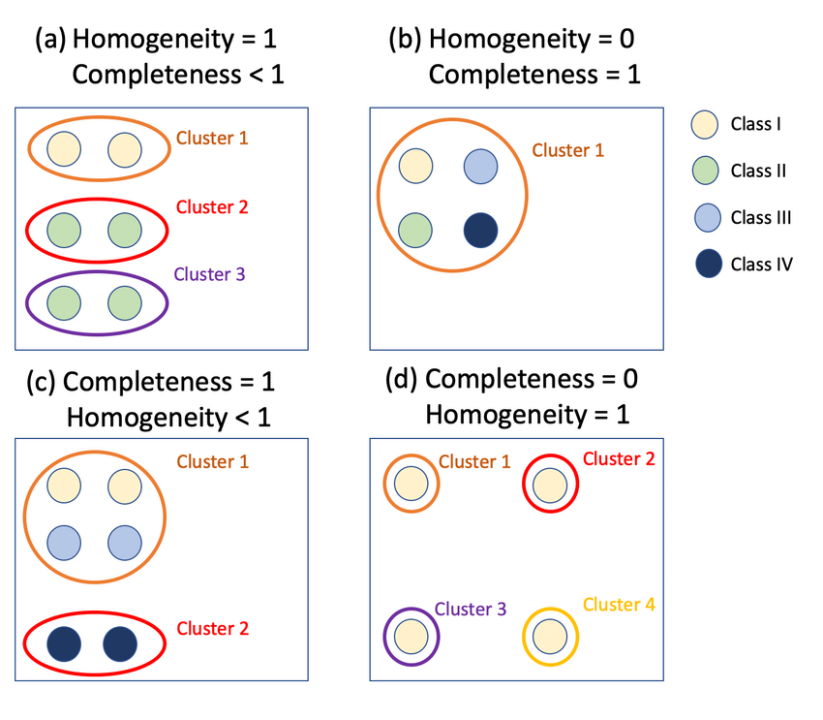 (a) Homogeneity = 1
Completeness < 1
(b) Homogeneity = 0
Completeness = 1
Cluster 1
Cluster 2
Cluster 3
Cluster 1
Class I
Class II
Class III
Class IV
(c) Completeness = 1
Homogeneity < 1
(d) Completeness = 0
Homogeneity = 1
Cluster 1
Cluster 2
Cluster 1
Cluster 2
Cluster 3
Cluster 4